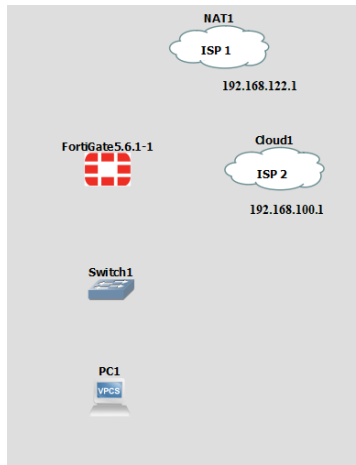 NAT1
ISP 1
192.168.122.1
FortiGate5.6.1-1
Cloud1
ISP 2
192.168.100.1
Switch1
PC1
VPCS